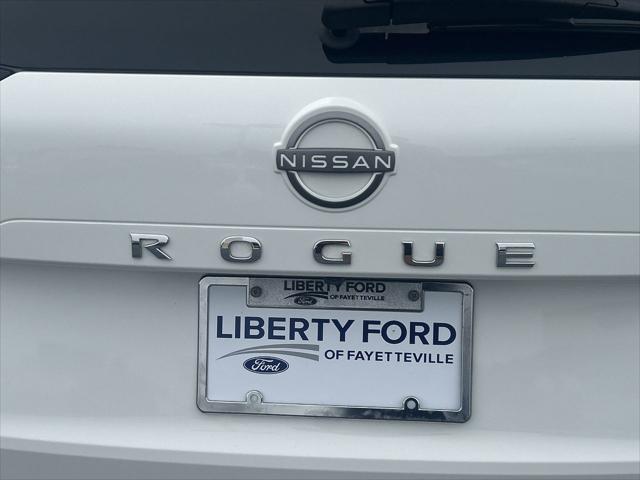 NISSAN
ROGUE
LIBERTY FORD
Ford OF FAYETTEVILLE
LIBERTY FORD
OF FAYETTEVILLE
Ford